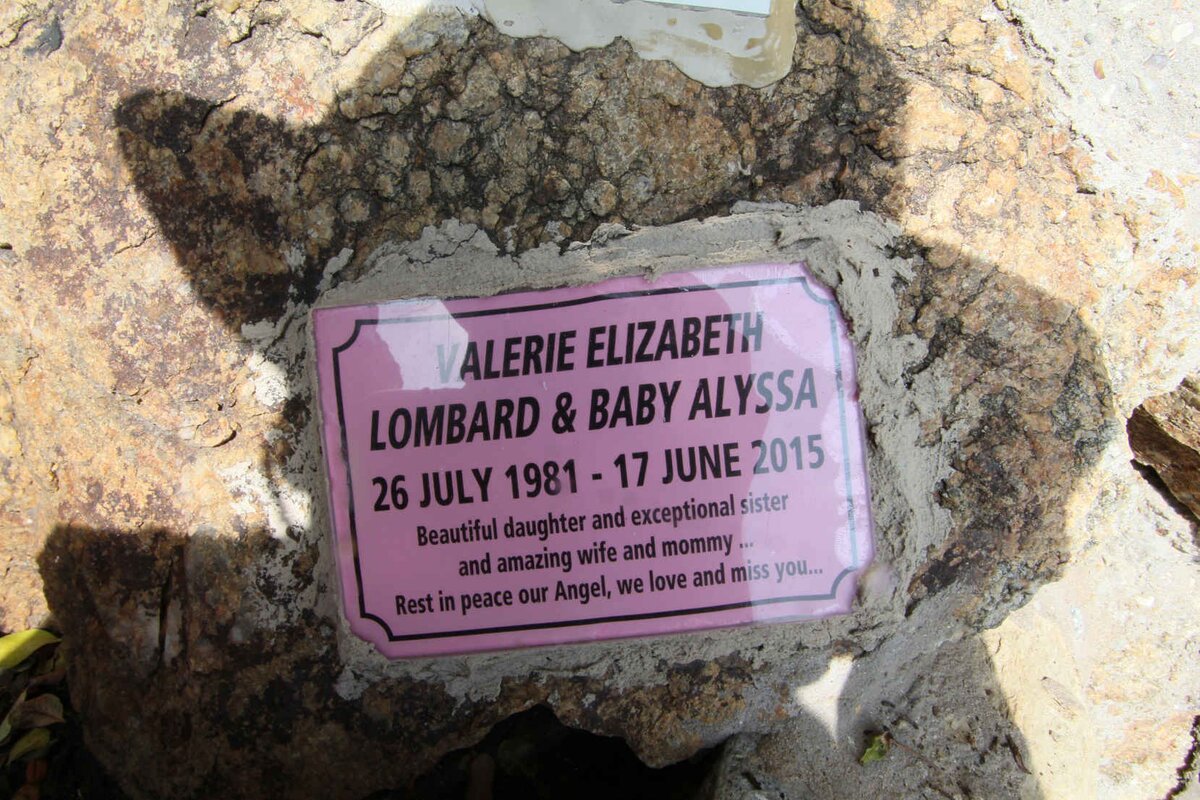 VALERIE ELIZABETH
LOMBARD & BABY ALYSSA
26 JULY 1981 - 17 JUNE 2015
Beautiful daughter and exceptional sister
and amazing wife and mommy ...
Rest in peace our Angel, we love and miss you...